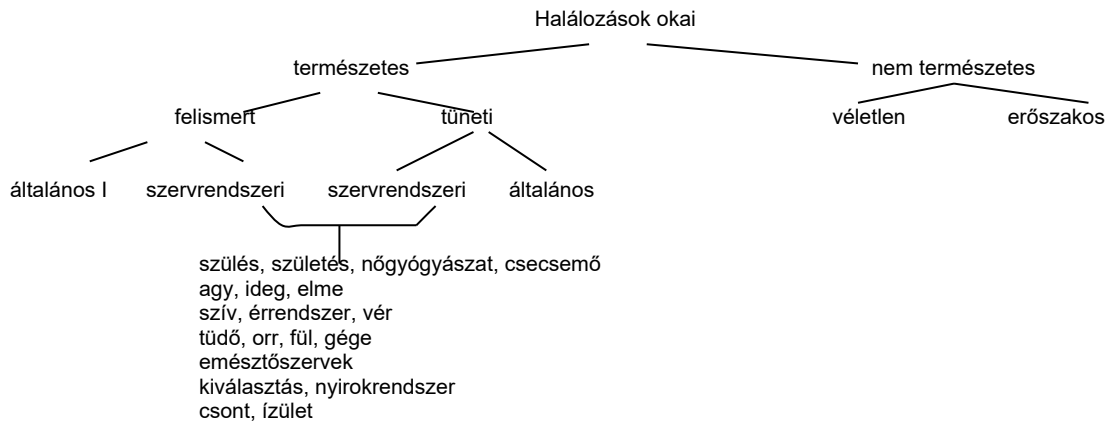 Halálozások okai
természetes nem természetes
felismert tüneti véletlen erőszakos
általános I szervrendszeri szervrendszeri általános
szülés, születés, nőgyógyászat, csecsemő
agy, ideg, elme
szív, érrendszer, vér
tüdő, orr, fül, gége
emésztőszervek
kiválasztás, nyirokrendszer
csont, ízület